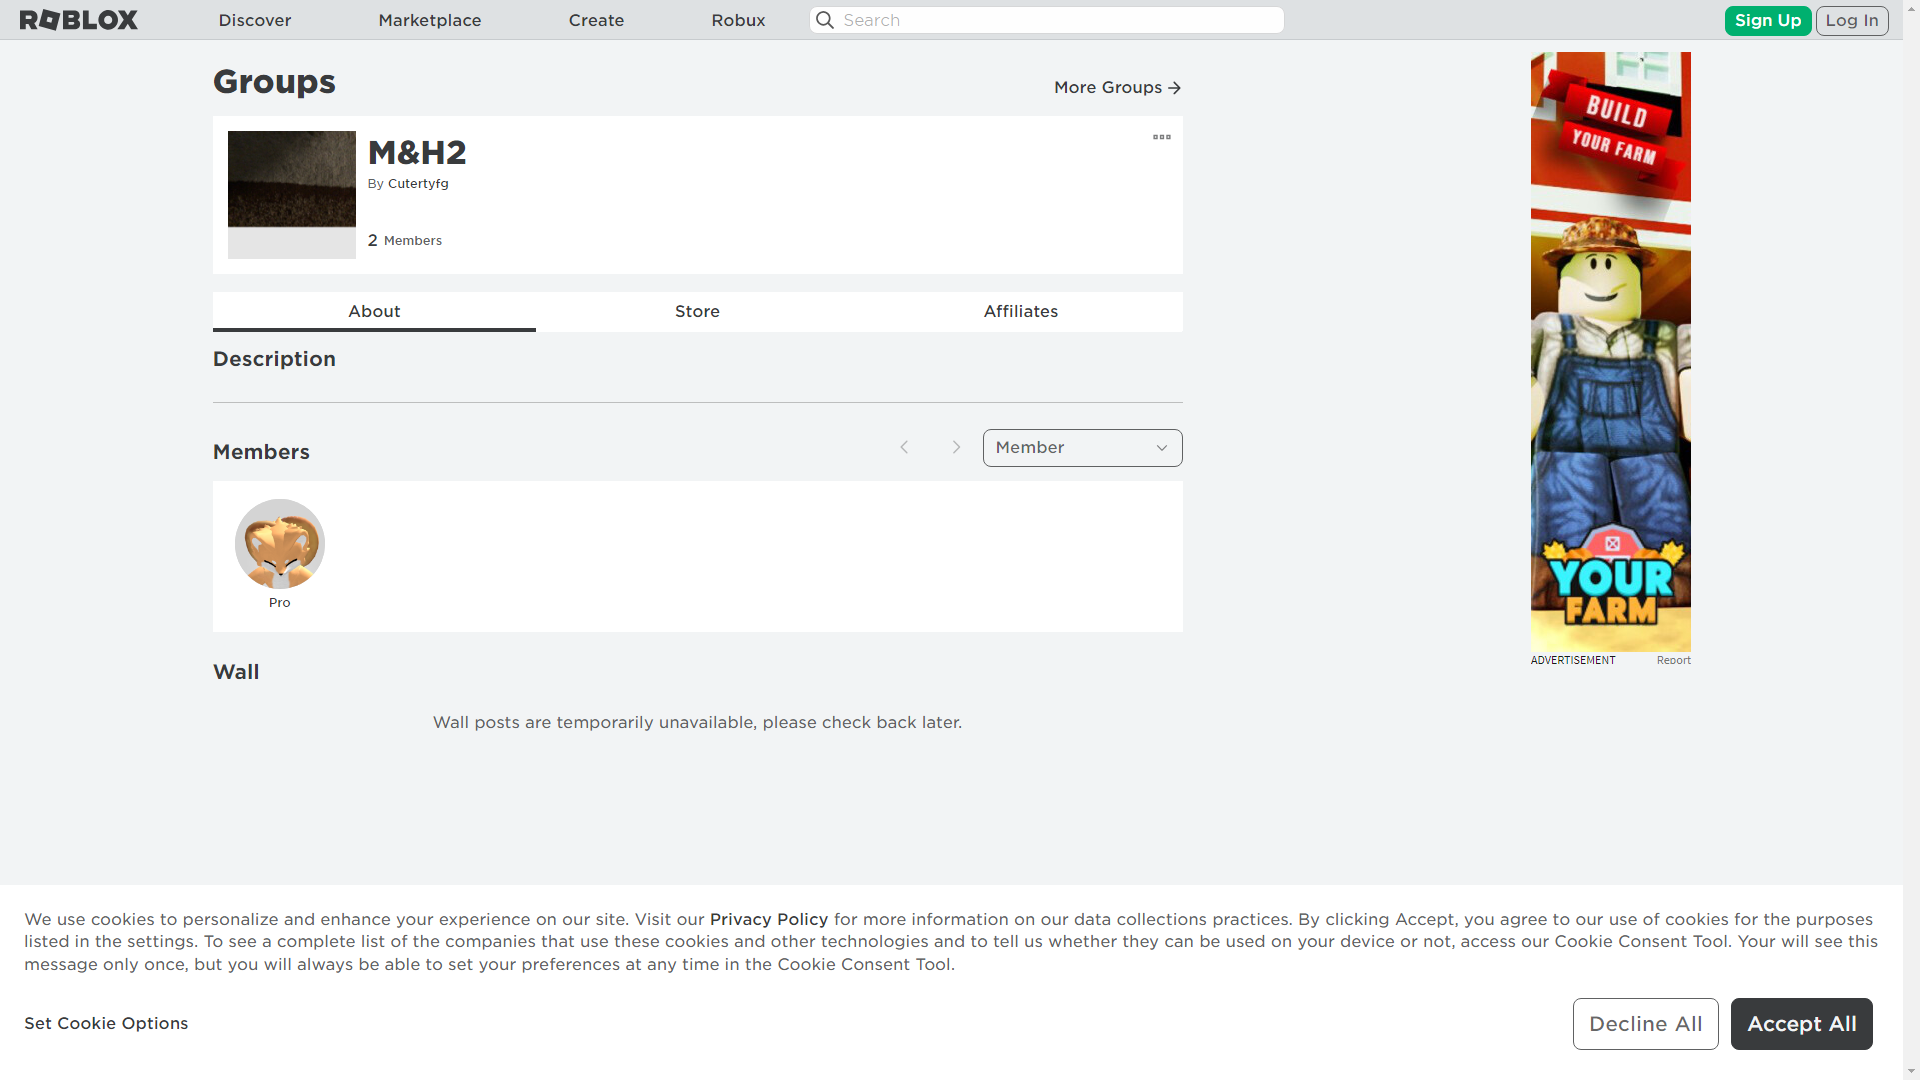 ROBLOX
Discover
Marketplace
Create
Robux
Search
Sign Up
Log In
Groups
More Groups
M&H2
By Cutertyfg
2 Members
About
Store
Affiliates
Description
Members
Member
Pro
Wall
Wall posts are temporarily unavailable, please check back later.
BUILD
YOUR FARM
YOUR
FARM
ADVERTISEMENT
Report
We use cookies to personalize and enhance your experience on our site. Visit our Privacy Policy for more information on our data collections practices. By clicking Accept, you agree to our use of cookies for the purposes
listed in the settings. To see a complete list of the companies that use these cookies and other technologies and to tell us whether they can be used on your device or not, access our Cookie Consent Tool. Your will see this
message only once, but you will always be able to set your preferences at any time in the Cookie Consent Tool.
Set Cookie Options
Decline All
Accept All